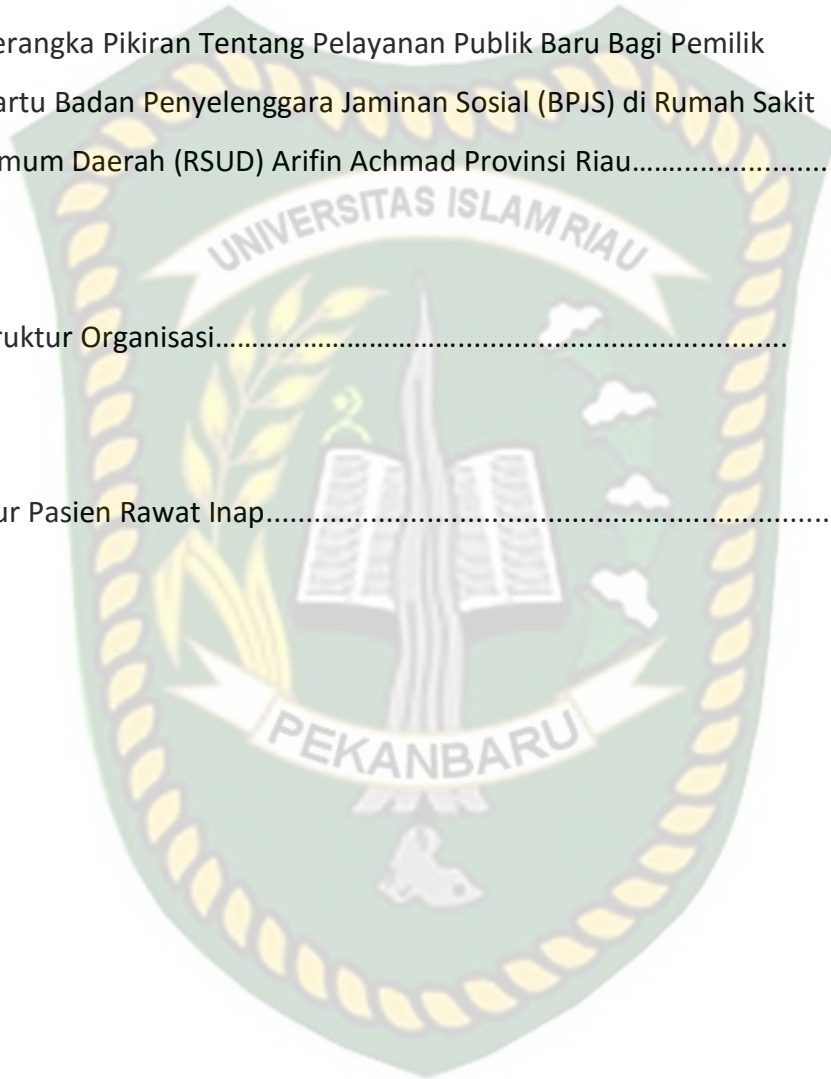 erangka Pikiran Tentang Pelayanan Publik Baru Bagi Pemilik
artu Badan Penyelenggara Jaminan Sosial (BPJS) di Rumah Sakit
mum Daerah (RSUD) Arifin Achmad Provinsi Riau..........................
UNIVERSITAS ISLAM RIAU
ruktur Organisasi.................................................................
ur Pasien Rawat Inap.................................................................
PEKANBARU